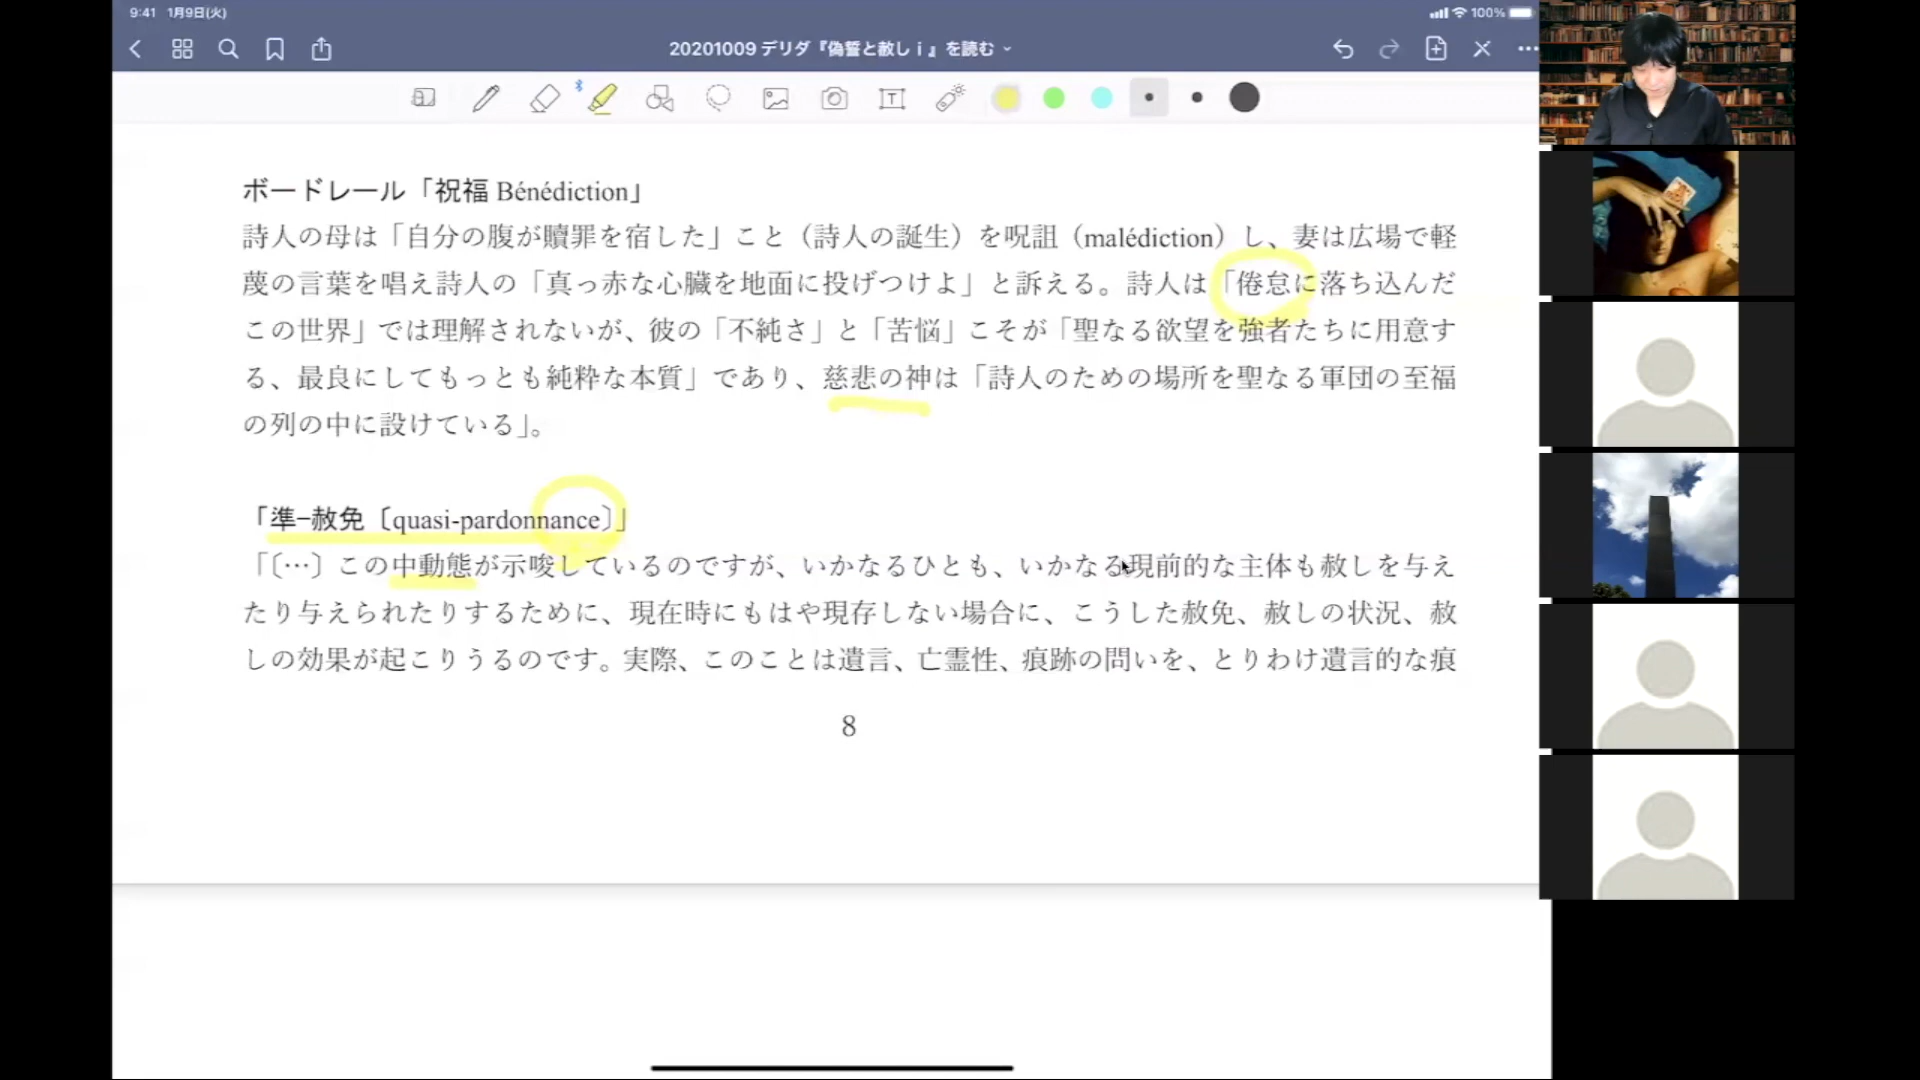 9:41 1月9日(火)
100%
20201009 デリダ『偽誓と赦し i 』を読む
ボードレール「祝福 Bénédiction」
詩人の母は「自分の腹が贖罪を宿した」こと（詩人の誕生）を呪詛（malédiction）し、妻は広場で軽
蔑の言葉を唱え詩人の「真っ赤な心臓を地面に投げつけよ」と訴える。詩人は「倦怠に落ち込んだ
この世界」では理解されないが、彼の「不純さ」と「苦悩」こそが「聖なる欲望を強者たちに用意す
る、最良にしてもっとも純粋な本質」であり、慈悲の神は「詩人のための場所を聖なる軍団の至福
の列の中に設けている」。
「準−赦免〔quasi-pardonnance〕」
「〔…〕この中動態が示唆しているのですが、いかなるひとも、いかなる現前的な主体も赦しを与え
たり与えられたりするために、現在時にもはや現存しない場合に、こうした赦免、赦しの状況、赦
しの効果が起こりうるのです。実際、このことは遺言、亡霊性、痕跡の問いを、とりわけ遺言的な痕
8